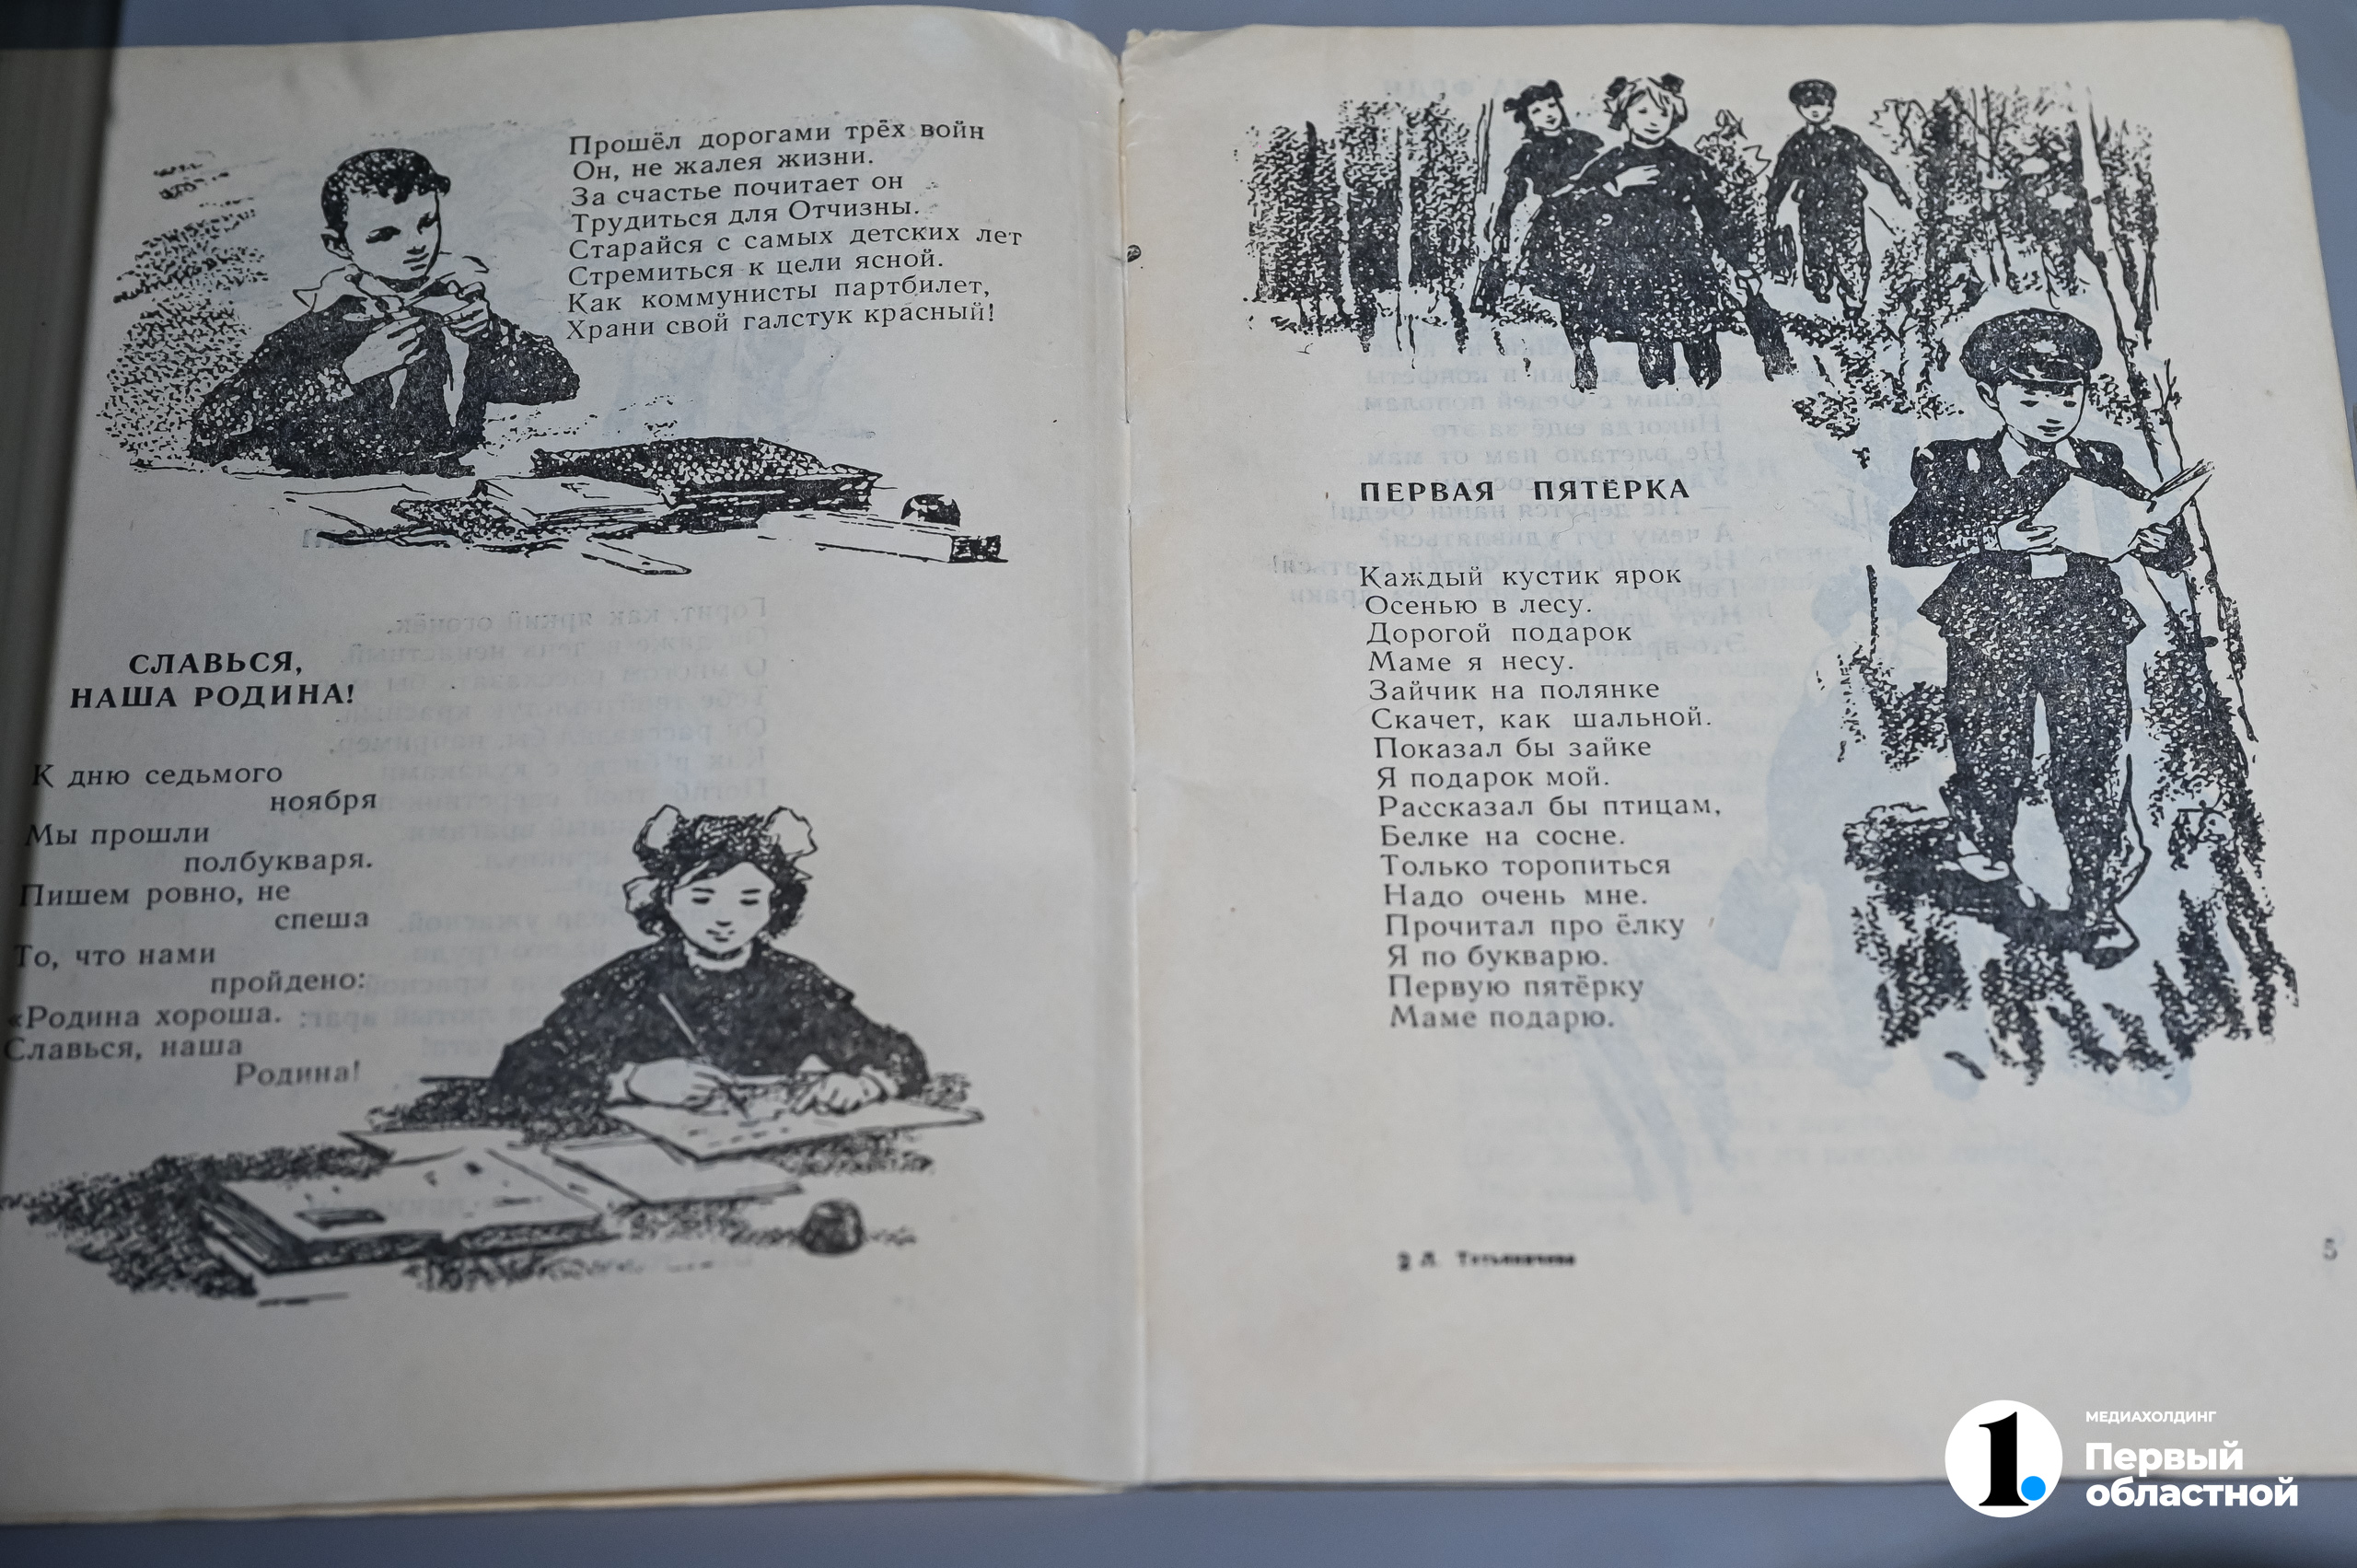 Прошёл дорогами трёх войн
Он, не жалея жизни.
За счастье почитает он
Трудиться для Отчизны.
Старайся с самых детских лет
Стремиться к цели ясной.
Как коммунисты партбилет,
Храни свой галстук красный!
СЛАВЬСЯ,
НАША РОДИНА!
К дню седьмого
ноября
Мы прошли
полбукваря.
Пишем ровно, не
спеша
То, что нами
пройдено:
«Родина хороша.
Славься, наша
Родина!
ПЕРВАЯ ПЯТЁРКА
Каждый кустик ярок
Осенью в лесу.
Дорогой подарок
Маме я несу.
Зайчик на полянке
Скачет, как шальной.
Показал бы зайке
Я подарок мой.
Рассказал бы птицам,
Белке на сосне.
Только торопиться
Надо очень мне.
Прочитал про ёлку
Я по букварю.
Первую пятёрку
Маме подарю.
2 Л. Татьяничева
5
1.
МЕДИАХОЛДИНГ
Первый
областной